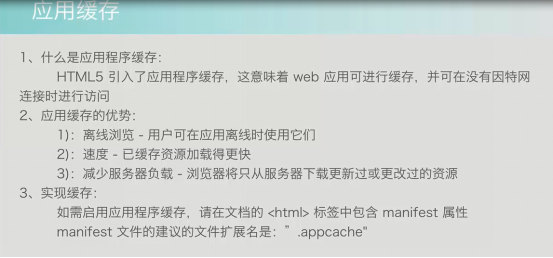 应用缓存
1、什么是应用程序缓存：
HTML5 引入了应用程序缓存，这意味着 web 应用可进行缓存，并可在没有因特网
连接时进行访问
2、应用缓存的优势：
1)：离线浏览 - 用户可在应用离线时使用它们
2)：速度 - 已缓存资源加载得更快
3)：减少服务器负载 - 浏览器将只从服务器下载更新过或更改过的资源
3、实现缓存：
如需启用应用程序缓存，请在文档的 <html> 标签中包含 manifest 属性
manifest 文件的建议的文件扩展名是：”.appcache"